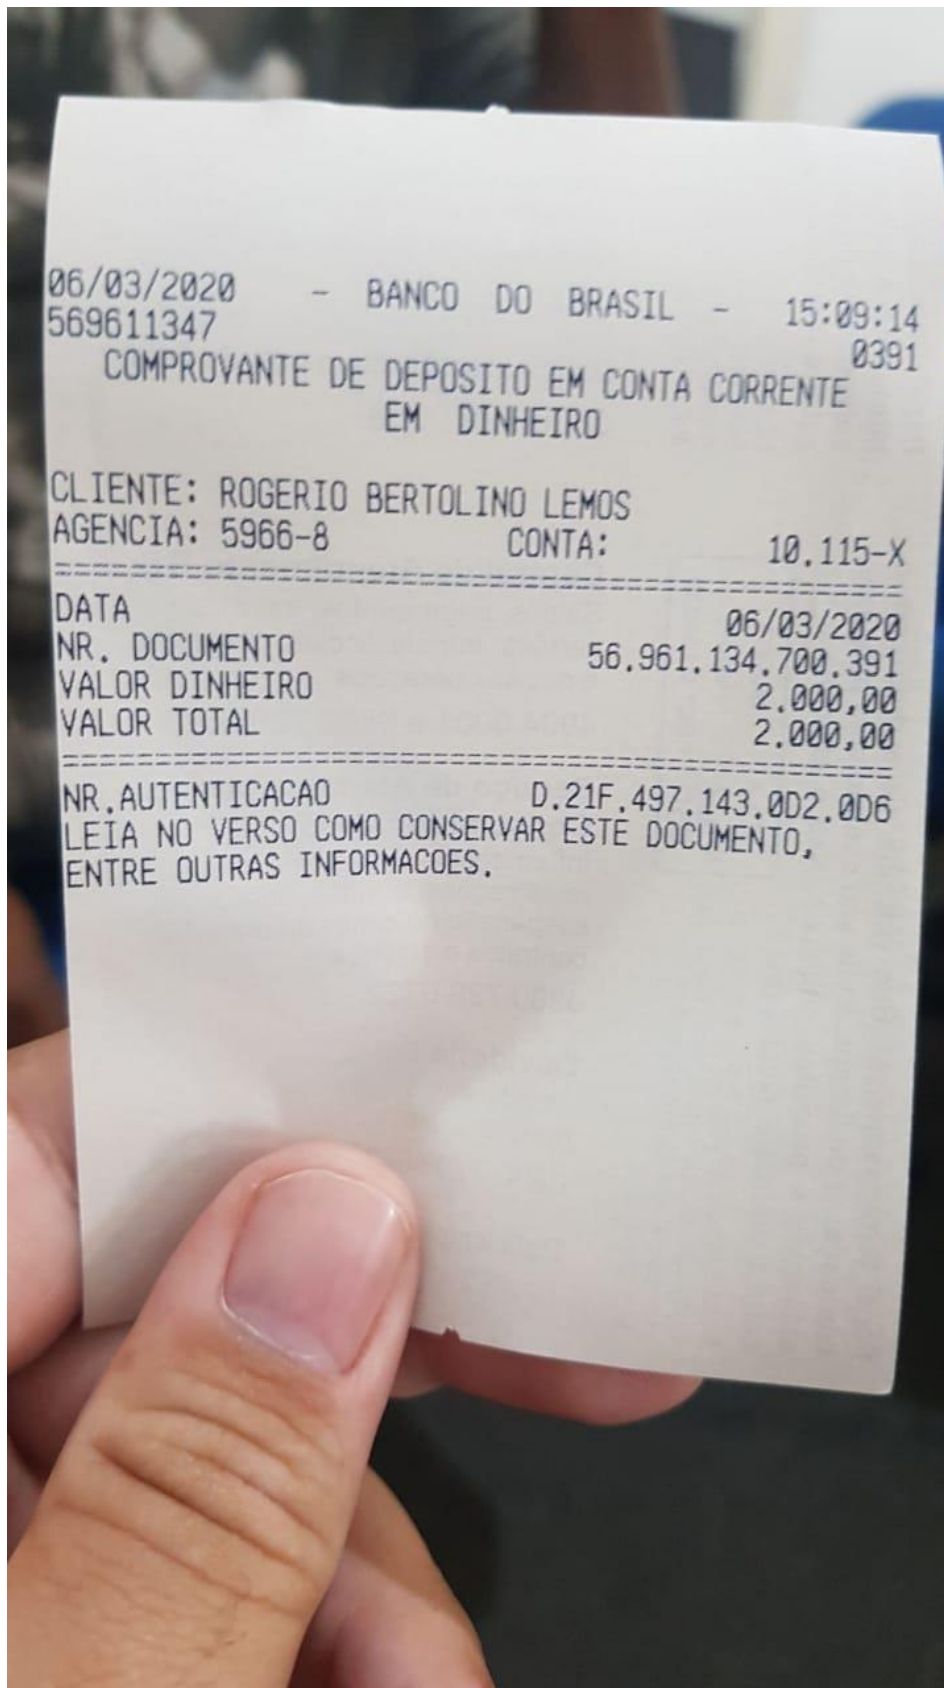 06/03/2020 - BANCO DO BRASIL - 15:09:14
569611347 0391
COMPROVANTE DE DEPOSITO EM CONTA CORRENTE
EM DINHEIRO
CLIENTE: ROGERIO BERTOLINO LEMOS
AGENCIA: 5966-8 CONTA: 10.115-X
==============================================
DATA 06/03/2020
NR. DOCUMENTO 56.961.134.700.391
VALOR DINHEIRO 2.000,00
VALOR TOTAL 2.000,00
==============================================
NR.AUTENTICACAO D.21F.497.143.0D2.0D6
LEIA NO VERSO COMO CONSERVAR ESTE DOCUMENTO,
ENTRE OUTRAS INFORMACOES.